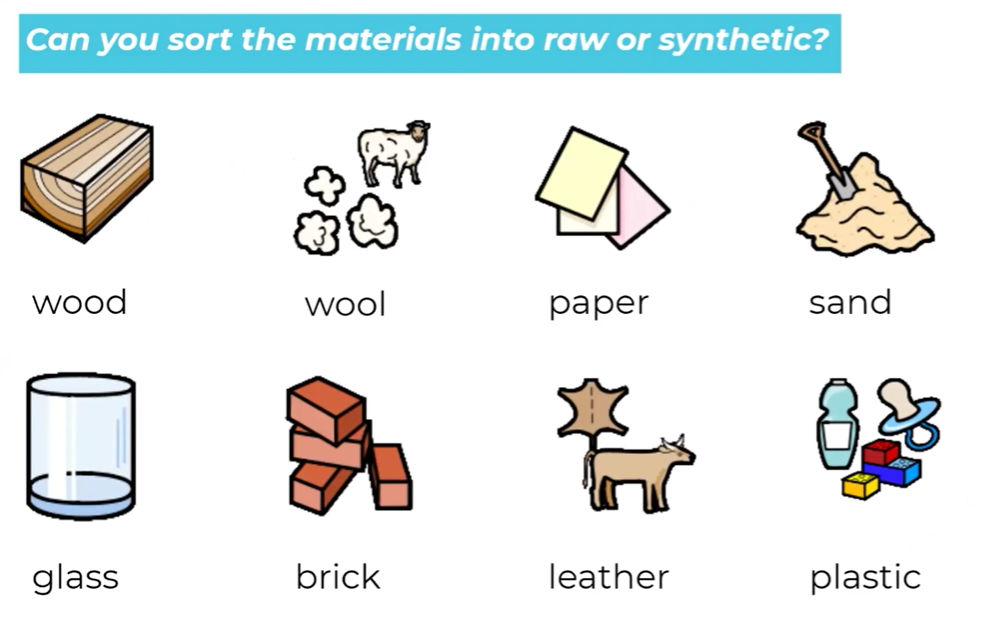 Can you sort the materials into raw or synthetic?
wood
wool
paper
sand
glass
brick
leather
plastic